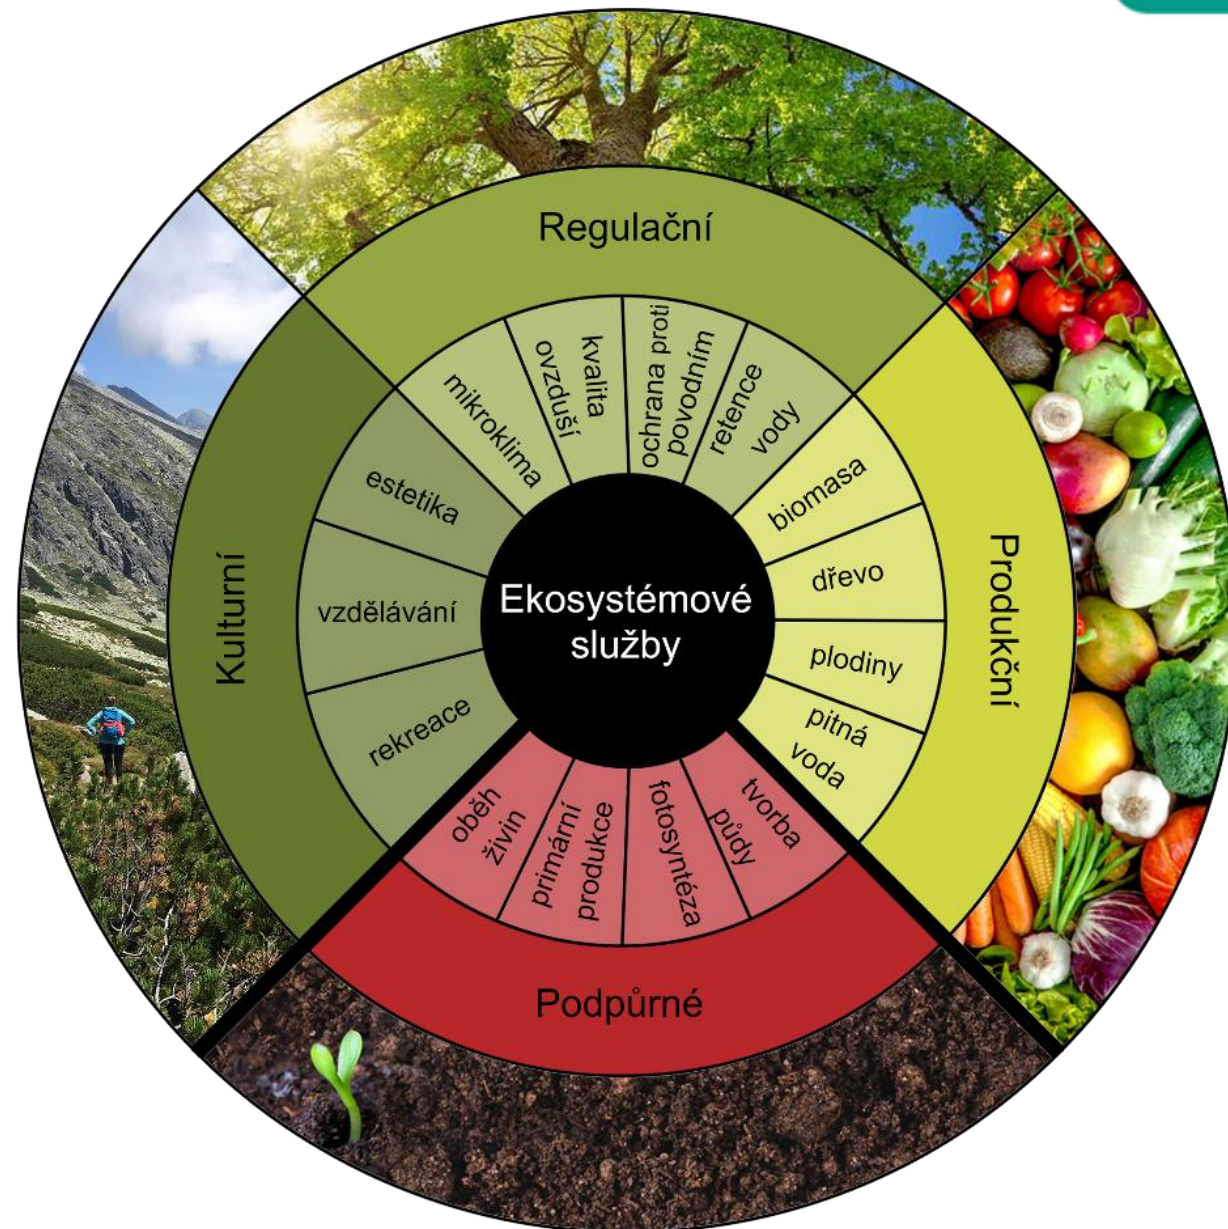 Regulační
mikroklima
kvalita
ovzduší
ochrana proti
povodním
retence
vody
Produkční
biomasa
dřevo
plodiny
pitná
voda
Podpůrné
tvorba
půdy
fotosyntéza
primární
produkce
oběh
živin
Kulturní
rekreace
vzdělávání
estetika
Ekosystémové
služby